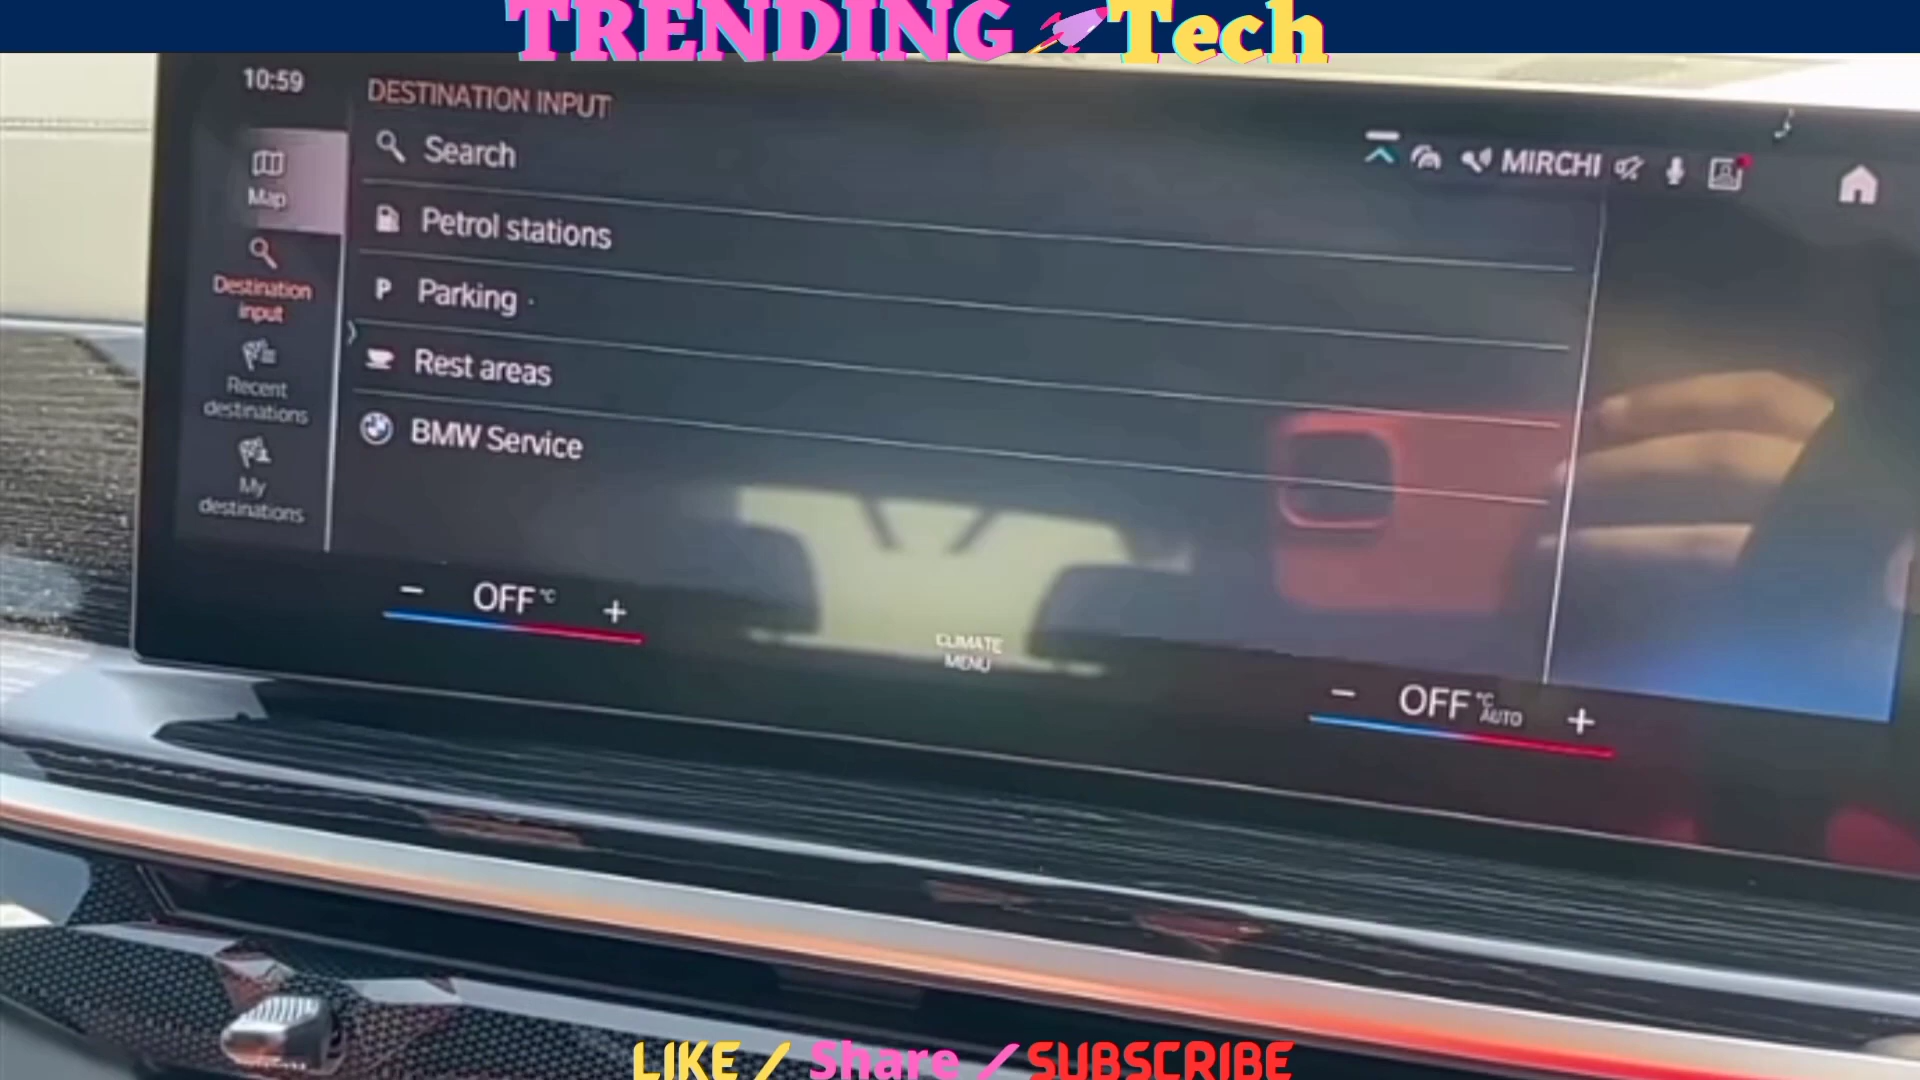 TRENDING Tech
10:59
DESTINATION INPUT
Search
MIRCHI
Map
Petrol stations
Destination
input
P Parking
Rest areas
Recent
destinations
BMW Service
My
destinations
- OFF °C +
CLIMATE
MENU
- OFF °C AUTO +
LIKE / Share / SUBSCRIBE